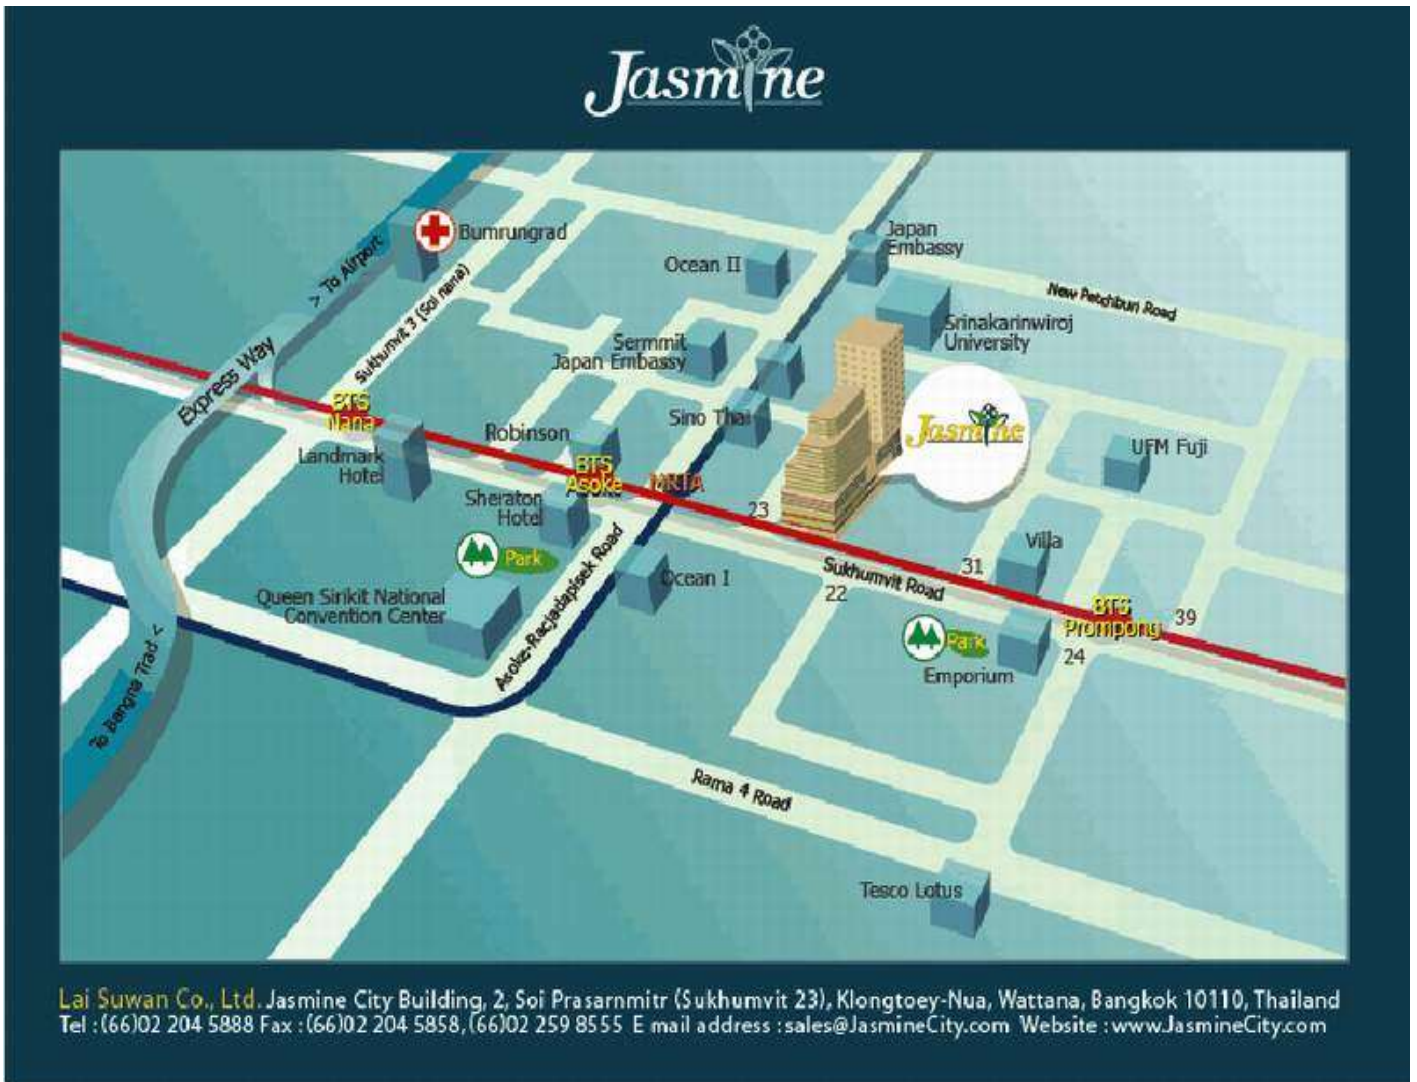 Jasmine
Bumrungrad
> To Airport
Japan
Embassy
Ocean II
New Petchburi Road
Sukhumvit 3 (Soi nana)
Srinakarinwiroj
University
Sermmit
Japan Embassy
Express Way
BTS
Nana
Sino Thai
Jasmine
Robinson
UFM Fuji
Landmark
Hotel
BTS
Asoke
MRTA
Sheraton
Hotel
23
Park
Villa
Ocean I
Sukhumvit Road
31
22
Queen Sirikit National
Convention Center
Asoke-Racjadapisek Road
BTS
Prompong
39
Park
24
Emporium
To Bangna Trad <
Rama 4 Road
Tesco Lotus
Lai Suwan Co., Ltd. Jasmine City Building, 2, Soi Prasarnmitr (Sukhumvit 23), Klongtoey-Nua, Wattana, Bangkok 10110, Thailand
Tel :(66)02 204 5888 Fax :(66)02 204 5858, (66)02 259 8555 E mail address :sales@JasmineCity.com Website :www.JasmineCity.com